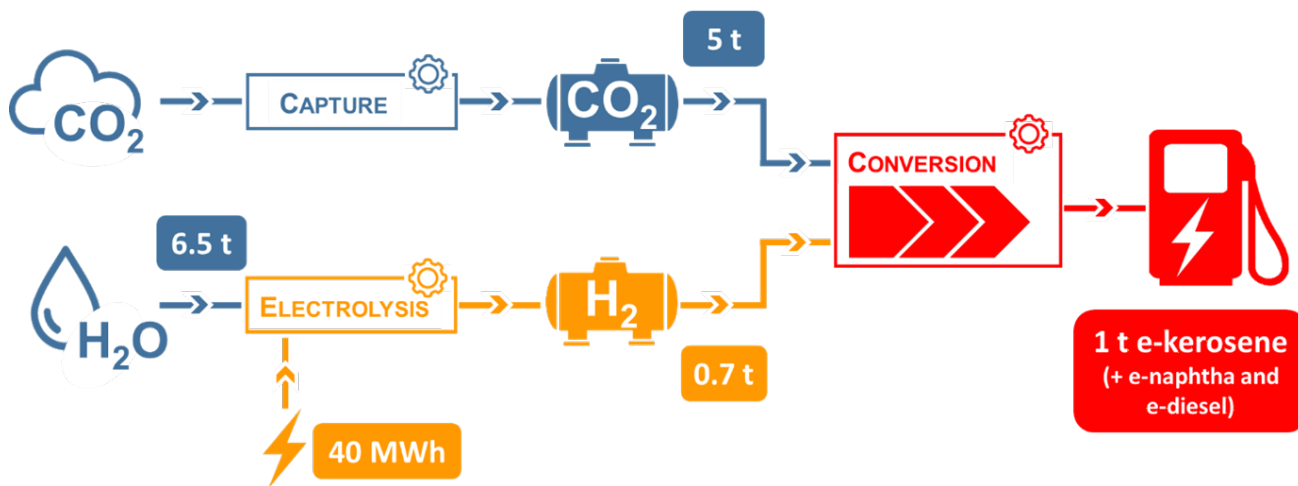 5 t
CO₂
CAPTURE
CO₂
CONVERSION
6.5 t
H₂O
ELECTROLYSIS
H₂
0.7 t
40 MWh
1 t e-kerosene
(+ e-naphtha and
e-diesel)